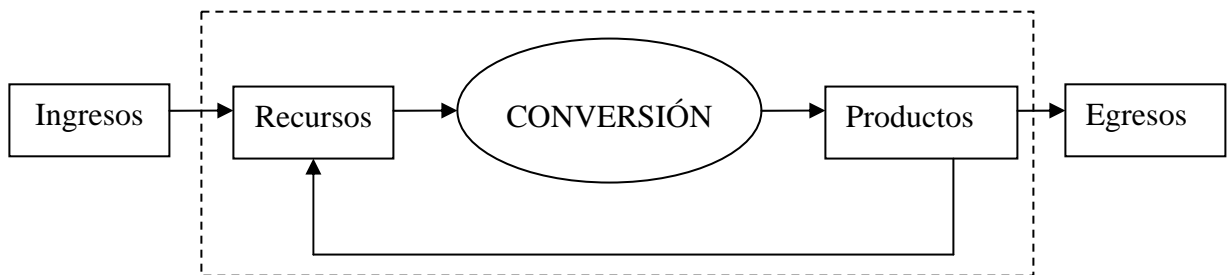 Ingresos
Recursos
CONVERSIÓN
Productos
Egresos